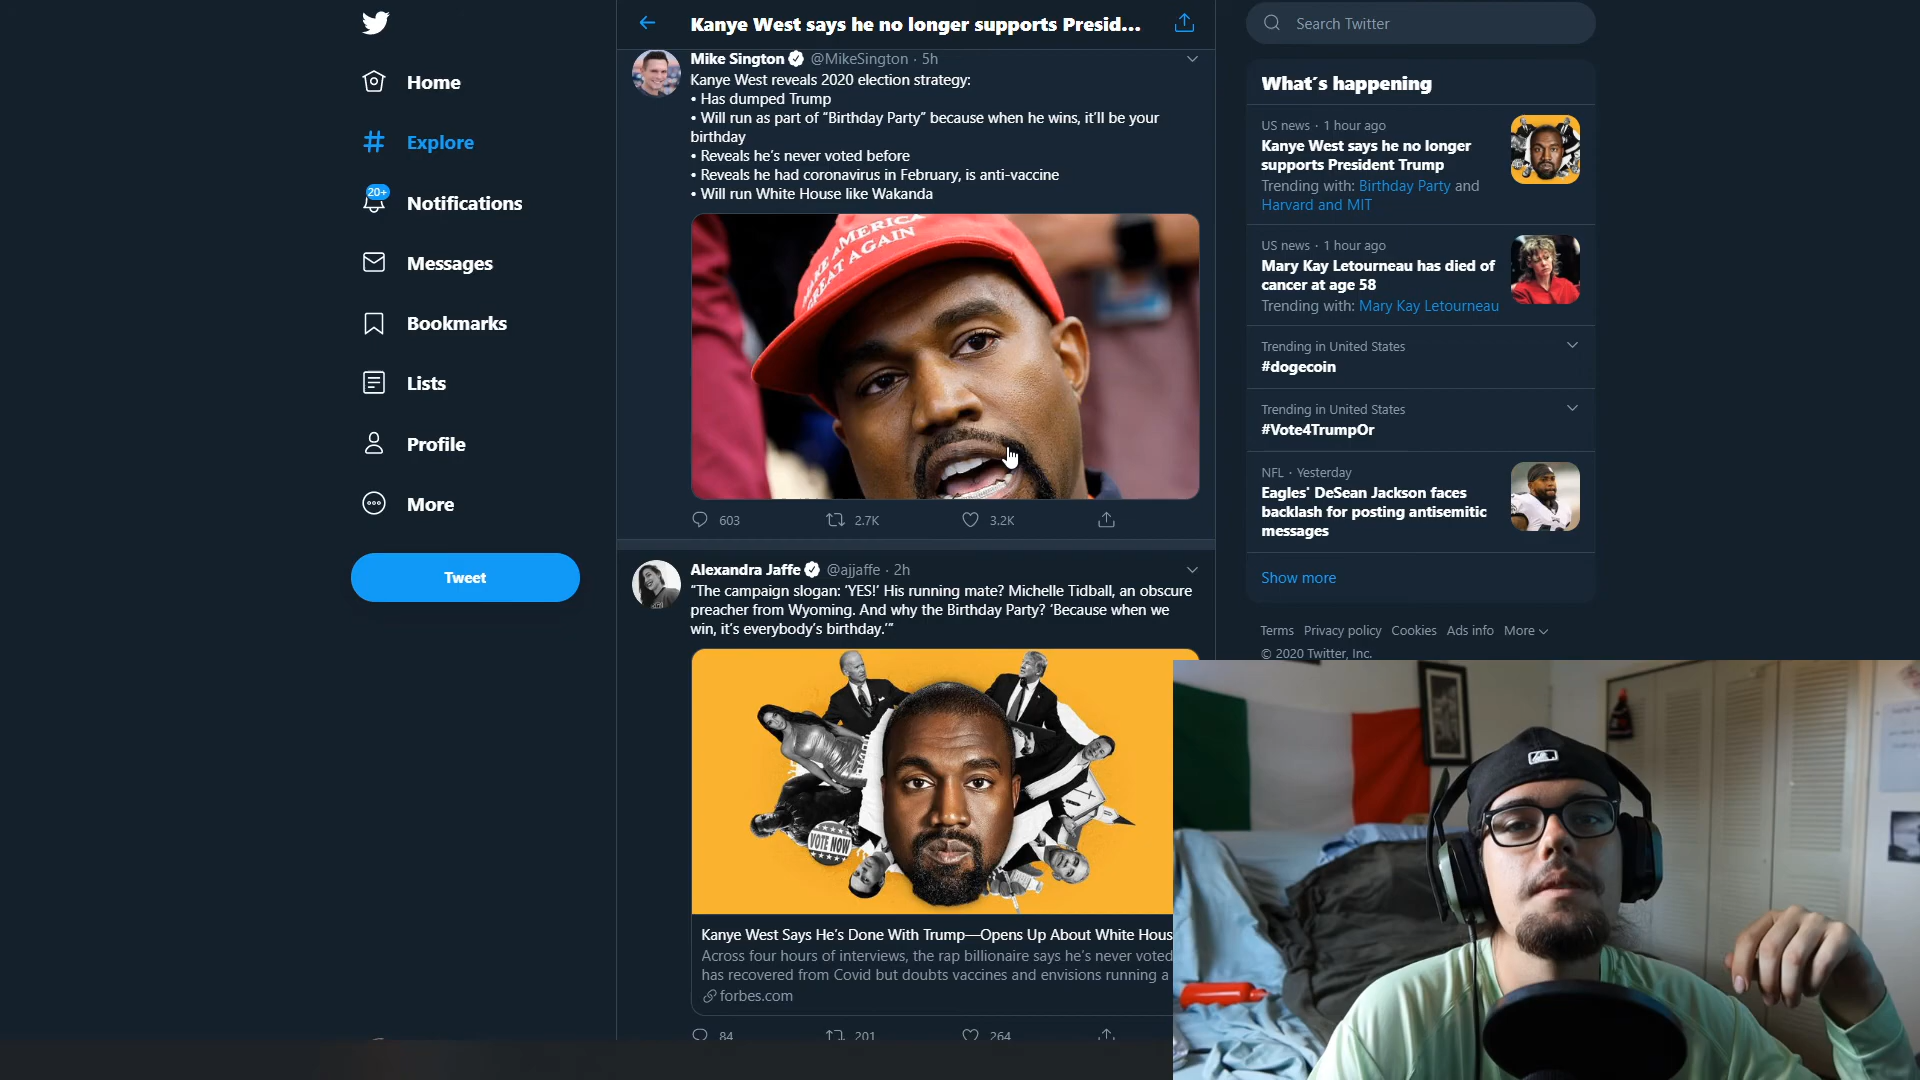 Home
Explore
20+
Notifications
Messages
Bookmarks
Lists
Profile
More
Tweet
Kanye West says he no longer supports Presid...
Mike Sington @MikeSington · 5h
Kanye West reveals 2020 election strategy:
• Has dumped Trump
• Will run as part of “Birthday Party” because when he wins, it’ll be your
birthday
• Reveals he’s never voted before
• Reveals he had coronavirus in February, is anti-vaccine
• Will run White House like Wakanda
MAKE AMERICA
GREAT AGAIN
603 2.7K 3.2K
Alexandra Jaffe @ajjaffe · 2h
“The campaign slogan: ‘YES!’ His running mate? Michelle Tidball, an obscure
preacher from Wyoming. And why the Birthday Party? ‘Because when we
win, it’s everybody’s birthday.’”
VOTE NOW
Kanye West Says He’s Done With Trump—Opens Up About White Hous
Across four hours of interviews, the rap billionaire says he’s never voted
has recovered from Covid but doubts vaccines and envisions running a
forbes.com
84 201 264
Search Twitter
What’s happening
US news · 1 hour ago
Kanye West says he no longer
supports President Trump
Trending with: Birthday Party and
Harvard and MIT
US news · 1 hour ago
Mary Kay Letourneau has died of
cancer at age 58
Trending with: Mary Kay Letourneau
Trending in United States
#dogecoin
Trending in United States
#Vote4TrumpOr
NFL · Yesterday
Eagles' DeSean Jackson faces
backlash for posting antisemitic
messages
Show more
Terms Privacy policy Cookies Ads info More
© 2020 Twitter, Inc.